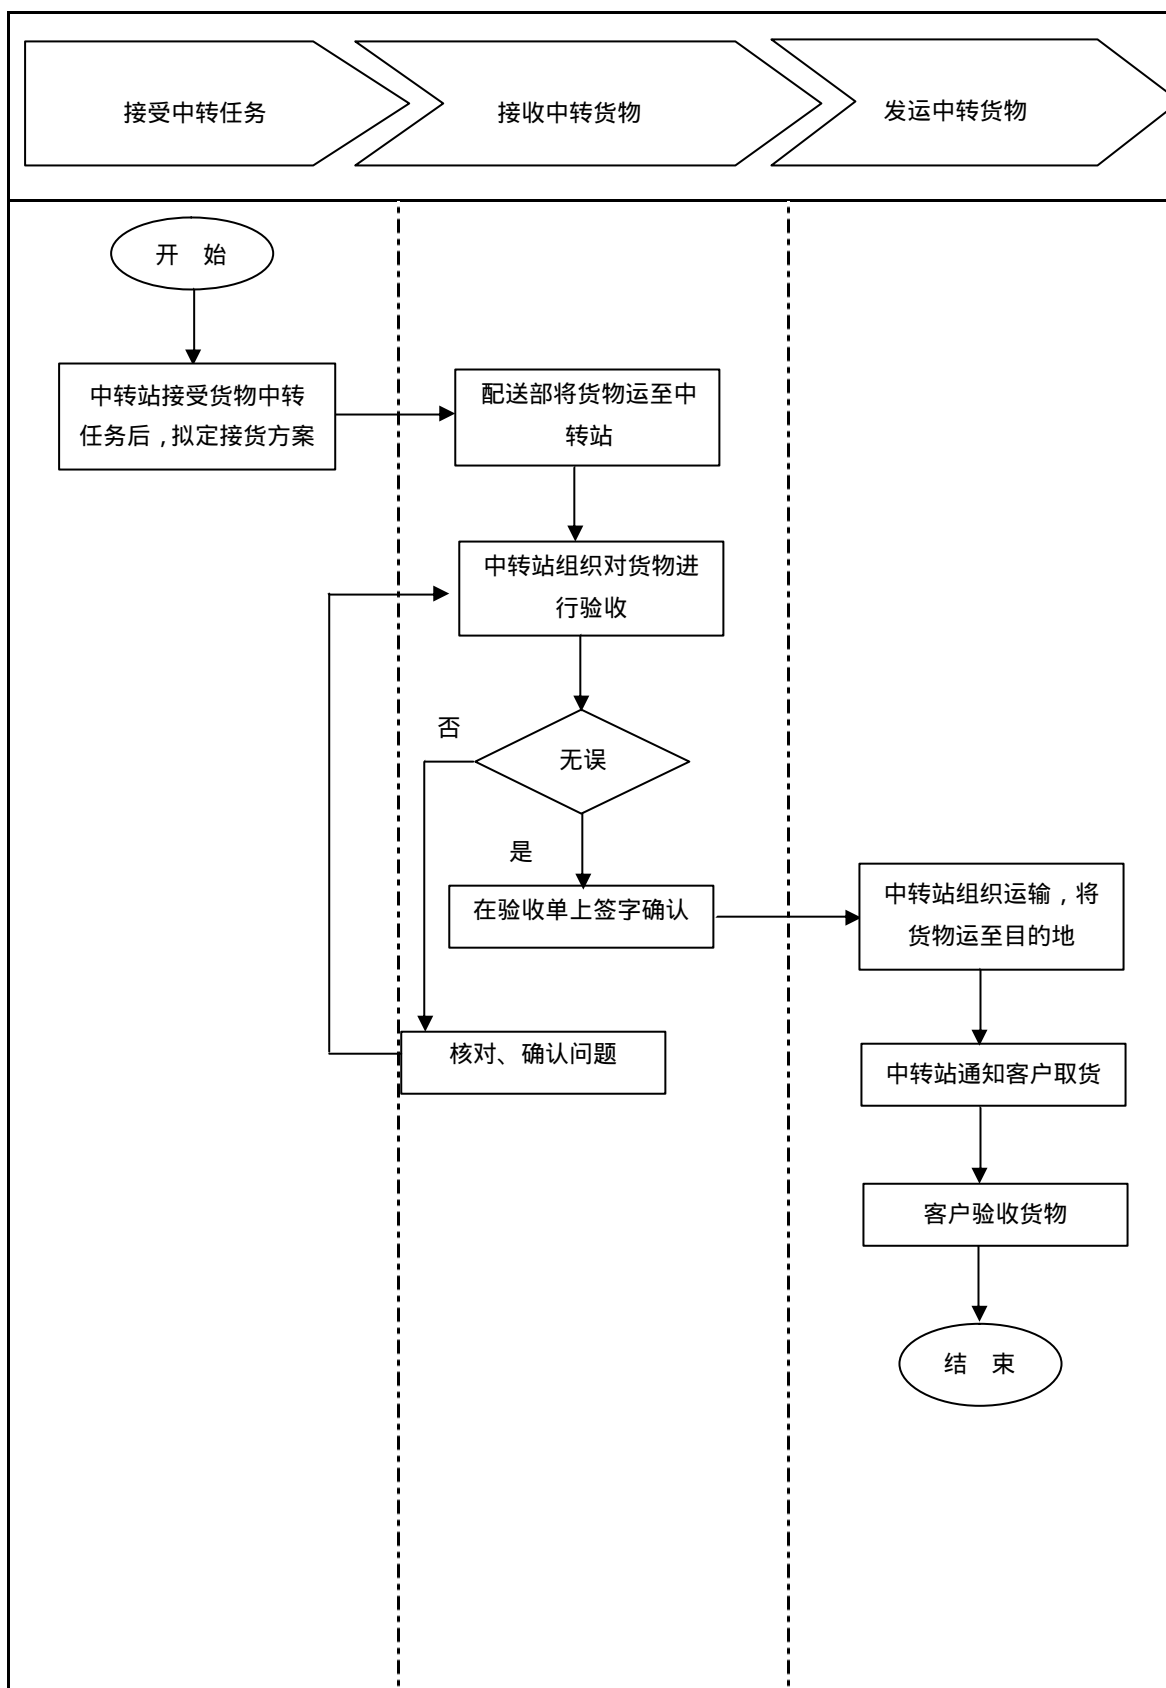 接受中转任务
接收中转货物
发运中转货物
开 始
中转站接受货物中转
任务后，拟定接货方案
配送部将货物运至中
转站
中转站组织对货物进
行验收
否
无误
是
在验收单上签字确认
核对、确认问题
中转站组织运输，将
货物运至目的地
中转站通知客户取货
客户验收货物
结 束